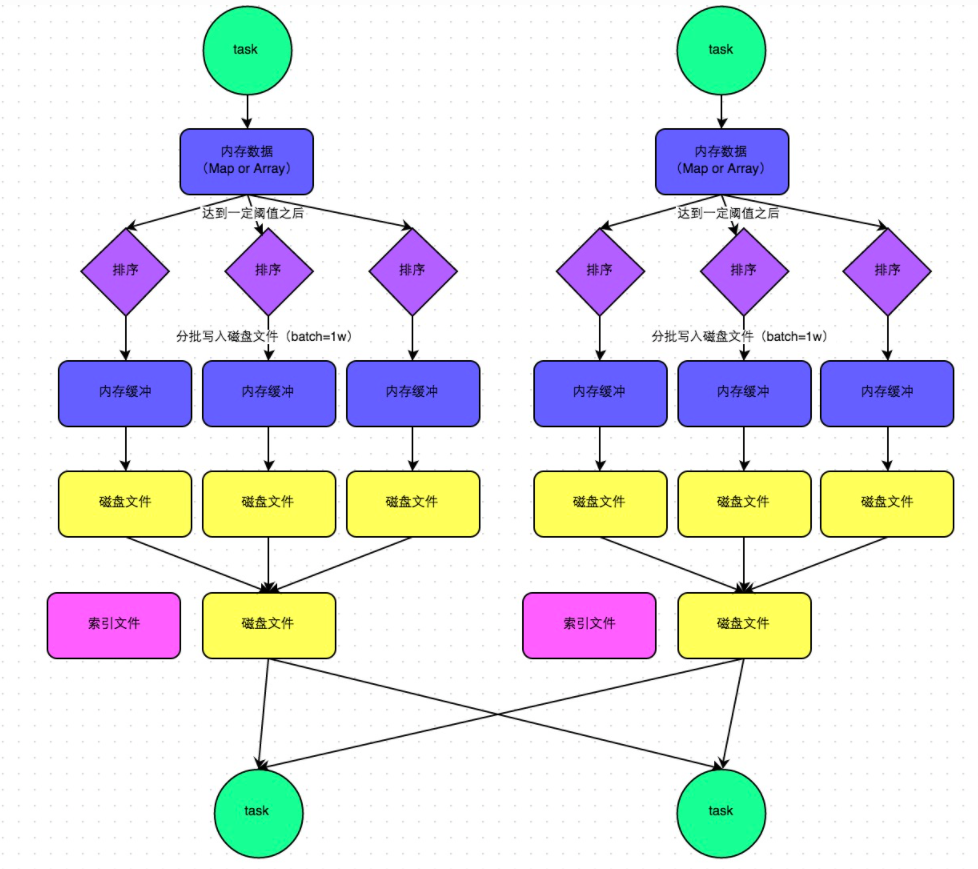 task
task
内存数据
（Map or Array）
内存数据
（Map or Array）
达到一定阈值之后
达到一定阈值之后
排序
排序
排序
排序
排序
排序
分批写入磁盘文件（batch=1w）
分批写入磁盘文件（batch=1w）
内存缓冲
内存缓冲
内存缓冲
内存缓冲
内存缓冲
内存缓冲
磁盘文件
磁盘文件
磁盘文件
磁盘文件
磁盘文件
磁盘文件
索引文件
磁盘文件
索引文件
磁盘文件
task
task